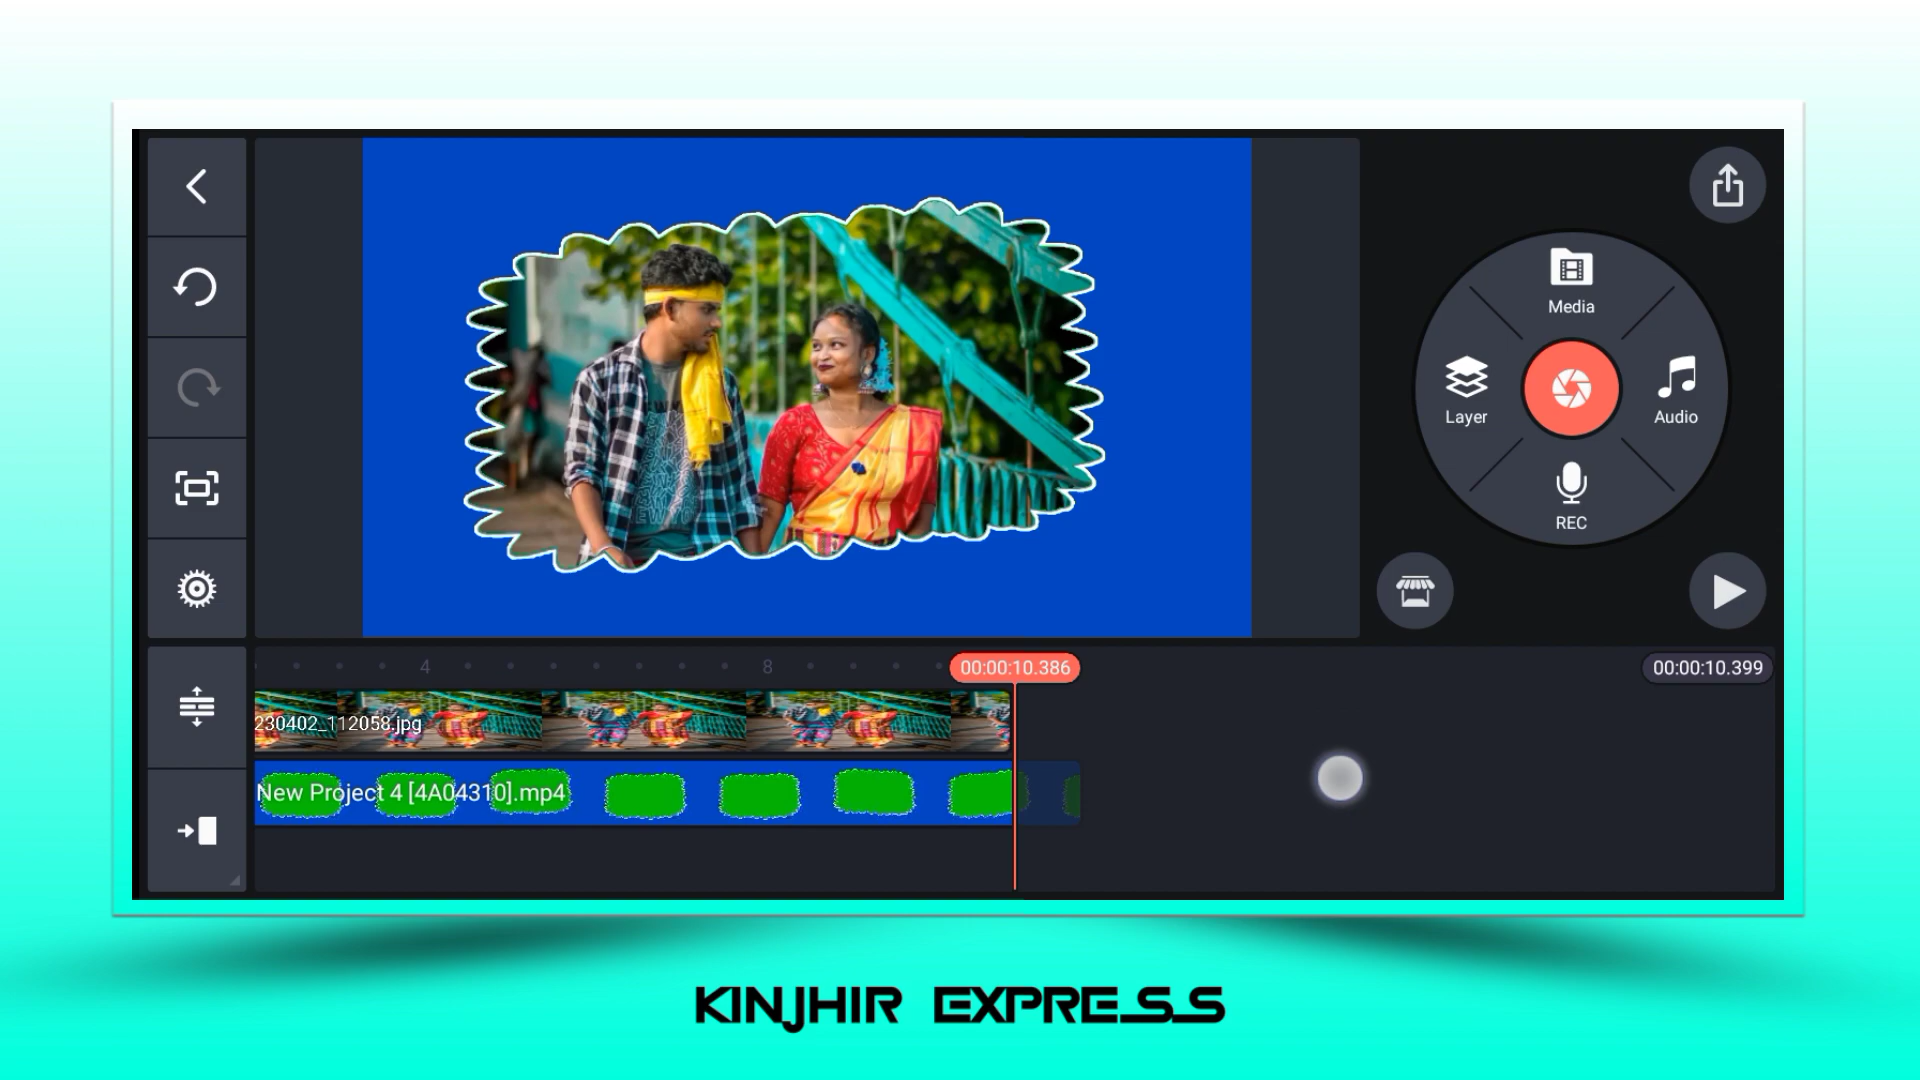 Media
Layer
Audio
REC
4
8
00:00:10.386
00:00:10.399
230402_112058.jpg
New Project 4 [4A04310].mp4
KINJHIR EXPRESS